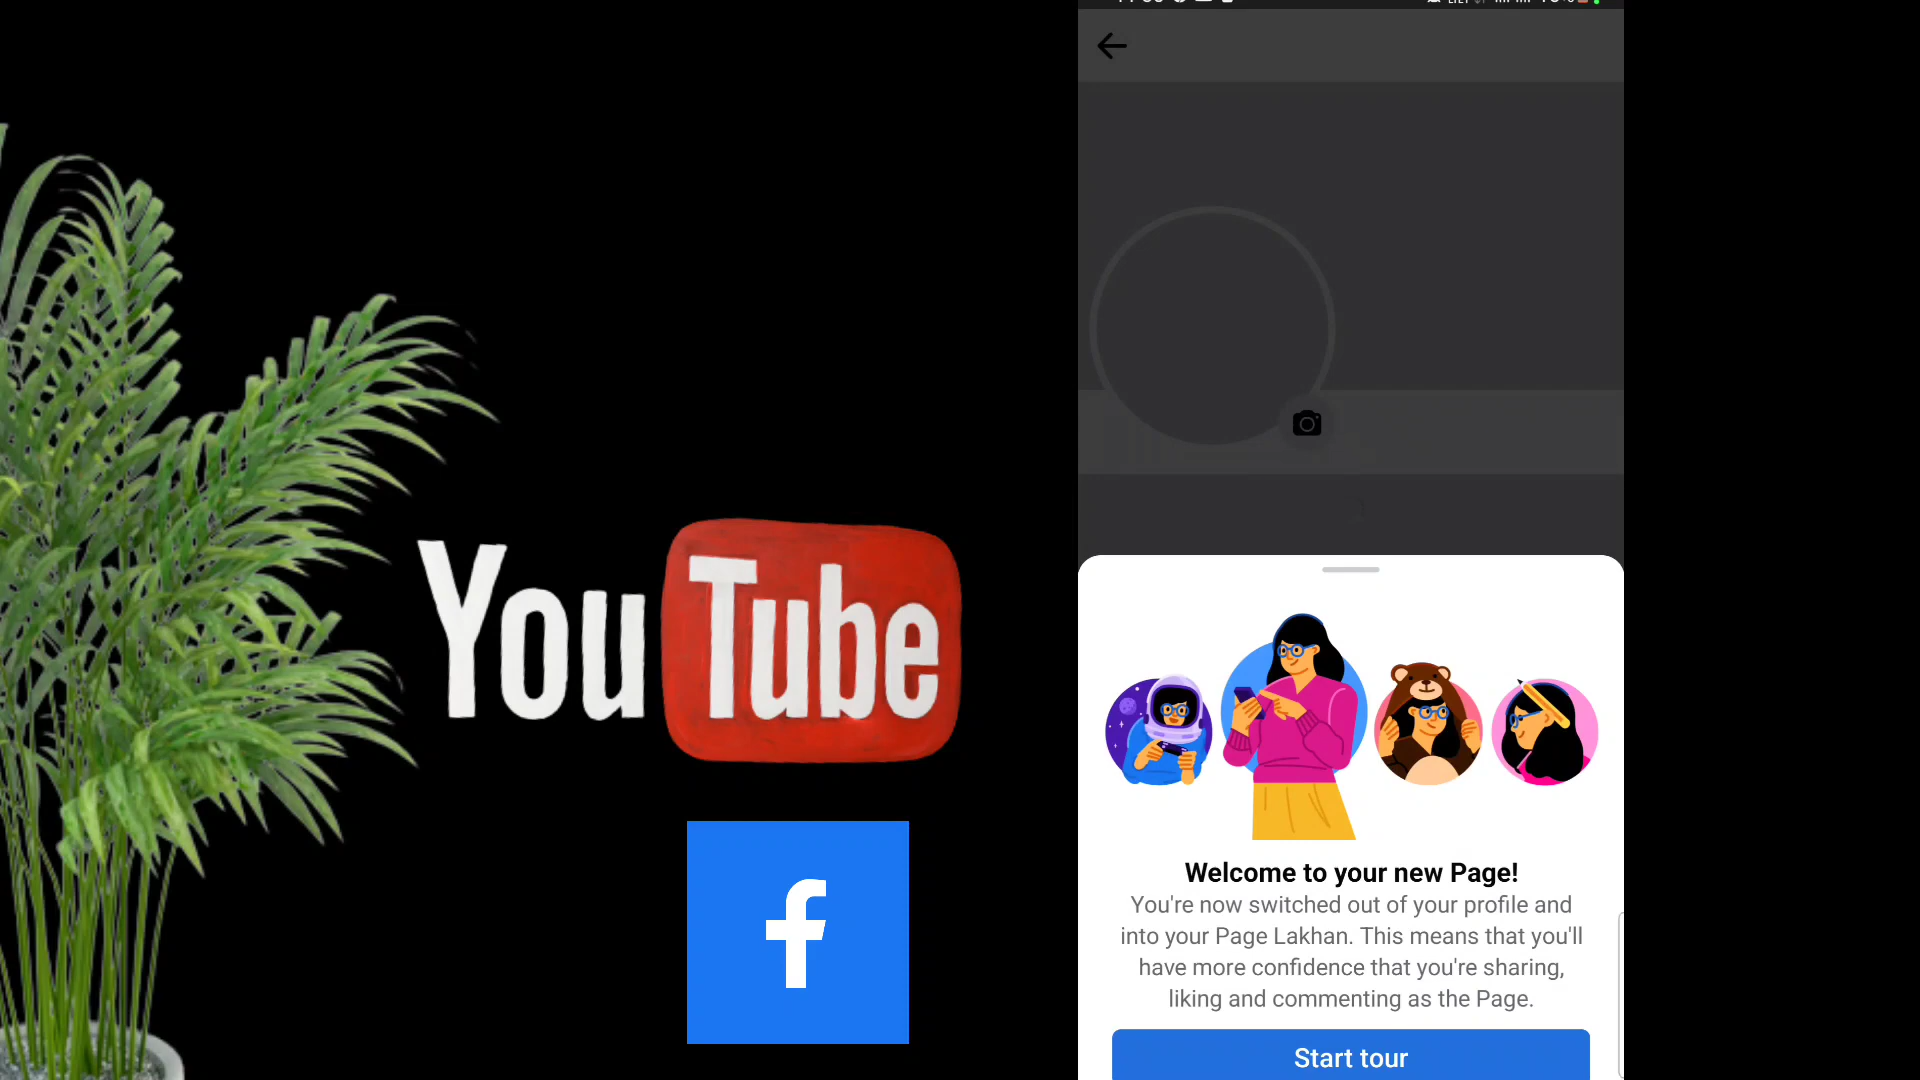 YouTube
Welcome to your new Page!
You're now switched out of your profile and
into your Page Lakhan. This means that you'll
have more confidence that you're sharing,
liking and commenting as the Page.
Start tour